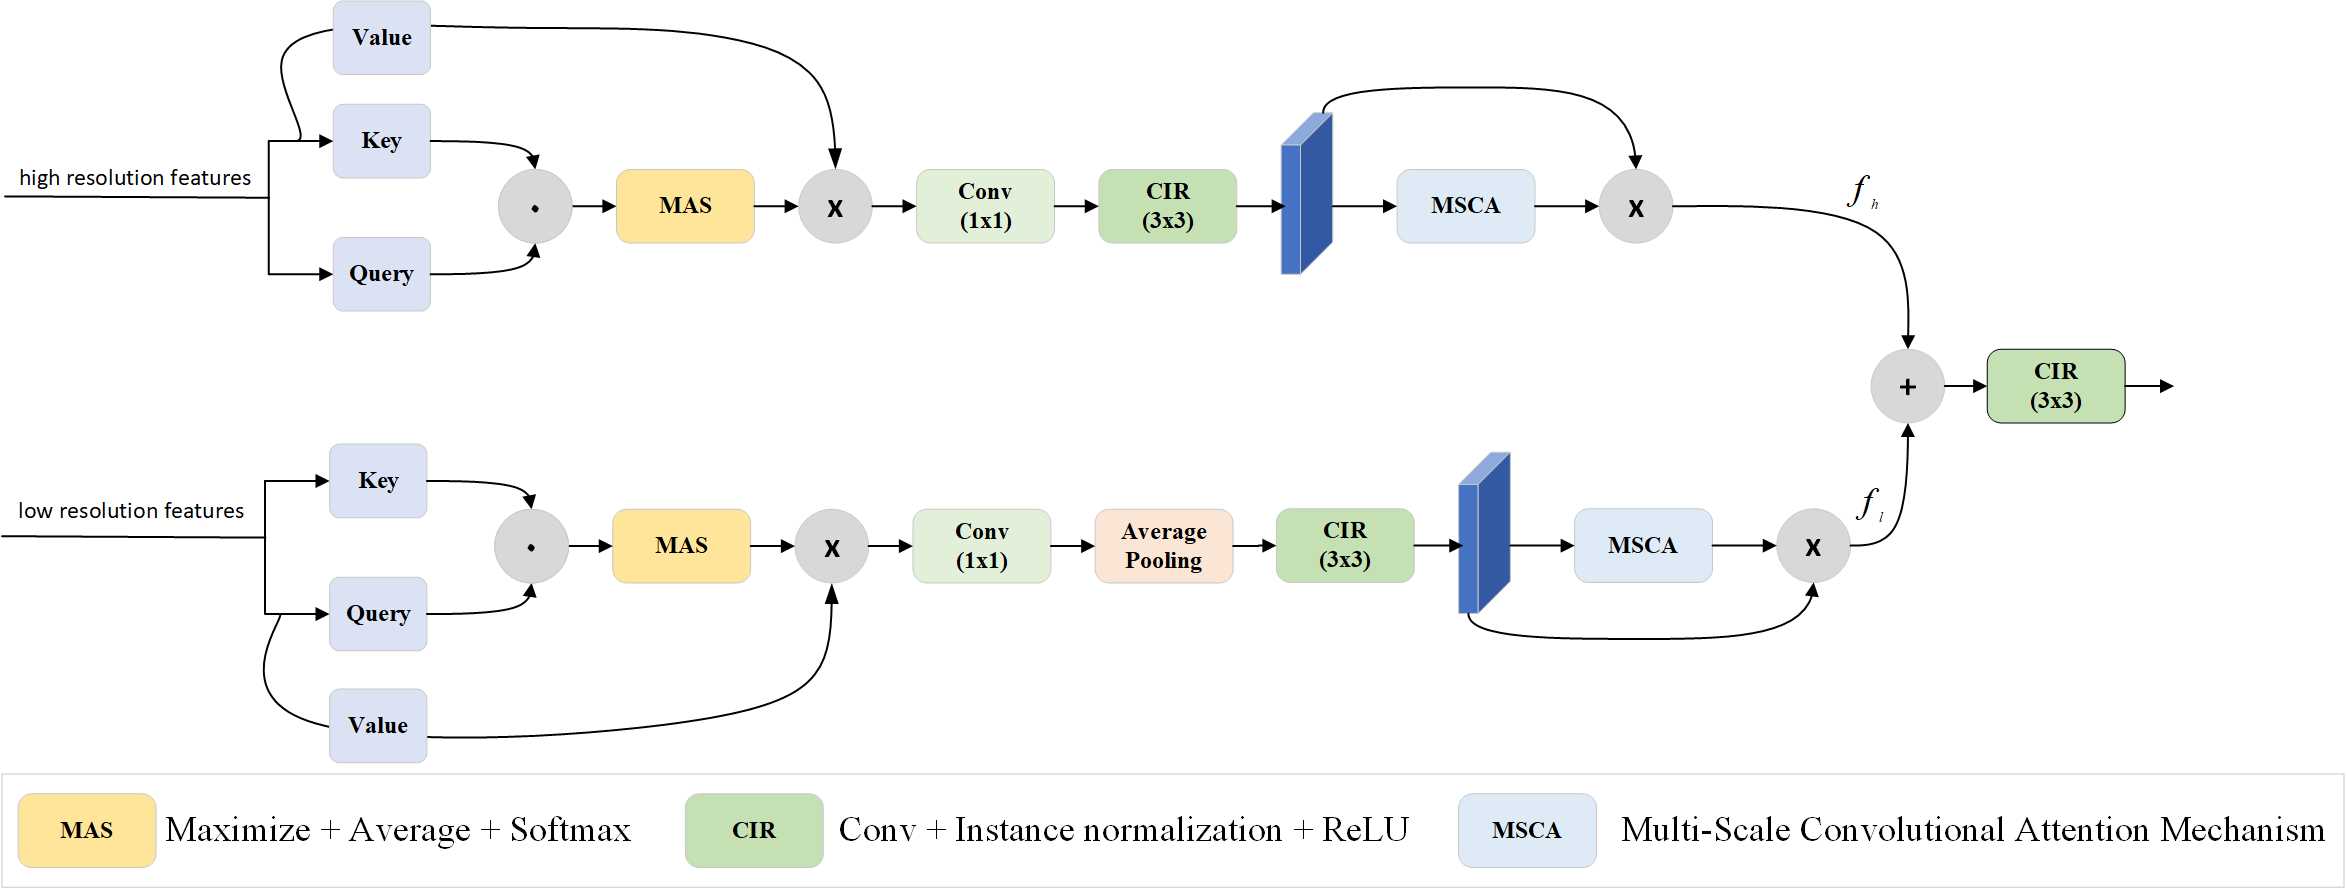 Value
Key
high resolution features
Query
.
MAS
x
Conv
(1x1)
CIR
(3x3)
MSCA
x
f h
+
CIR
(3x3)
Key
low resolution features
Query
Value
.
MAS
x
Conv
(1x1)
Average
Pooling
CIR
(3x3)
MSCA
x
f l
MAS Maximize + Average + Softmax
CIR Conv + Instance normalization + ReLU
MSCA Multi-Scale Convolutional Attention Mechanism